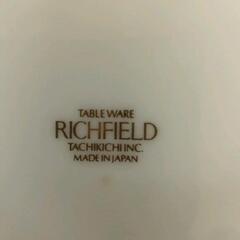 TABLE WARE
RICHFIELD
TACHIKICHI INC.
MADE IN JAPAN